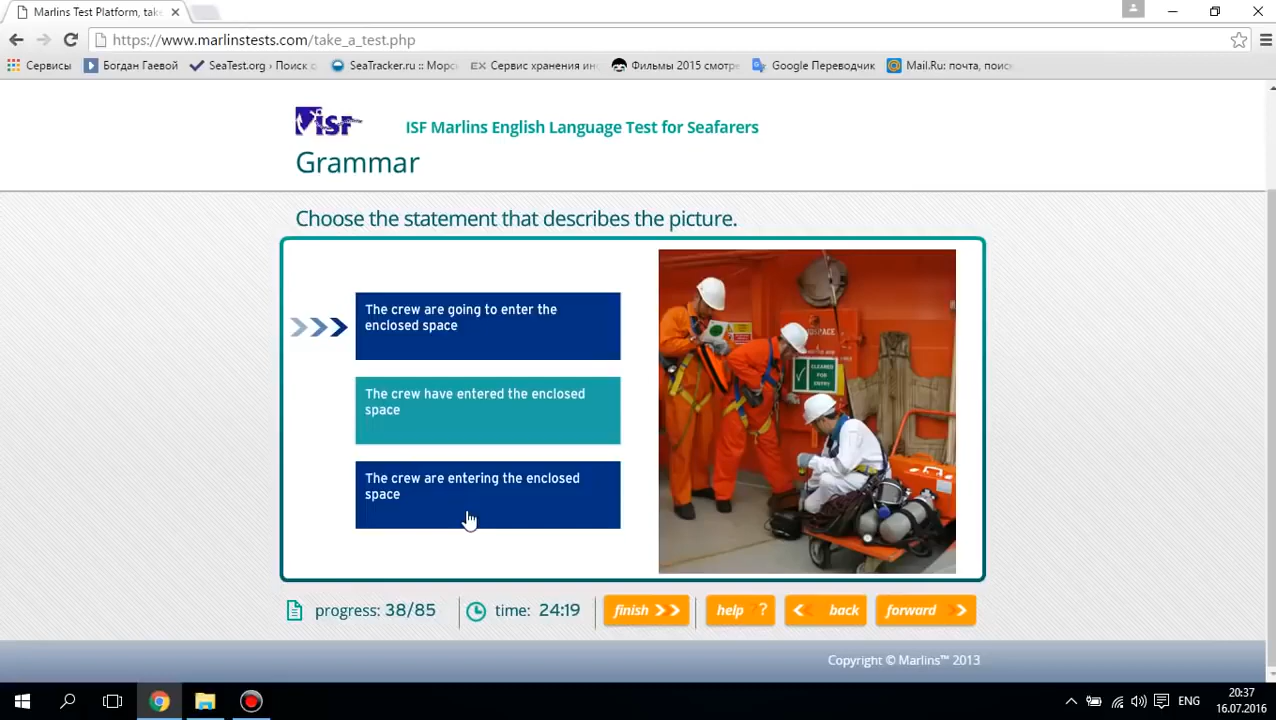 Marlins Test Platform, take
https://www.marlinstests.com/take_a_test.php
Сервисы
Богдан Гаевой
SeaTest.org › Поиск с
SeaTracker.ru :: Морс
EX Сервис хранения ин
Фильмы 2015 смотре
Google Переводчик
Mail.Ru: почта, поиск
ISF
ISF Marlins English Language Test for Seafarers
Grammar
Choose the statement that describes the picture.
The crew are going to enter the
enclosed space
The crew have entered the enclosed
space
The crew are entering the enclosed
space
CLEARED
FOR
ENTRY
progress: 38/85
time: 24:19
finish
help ?
back
forward
Copyright © Marlins™ 2013
ENG
20:37
16.07.2016